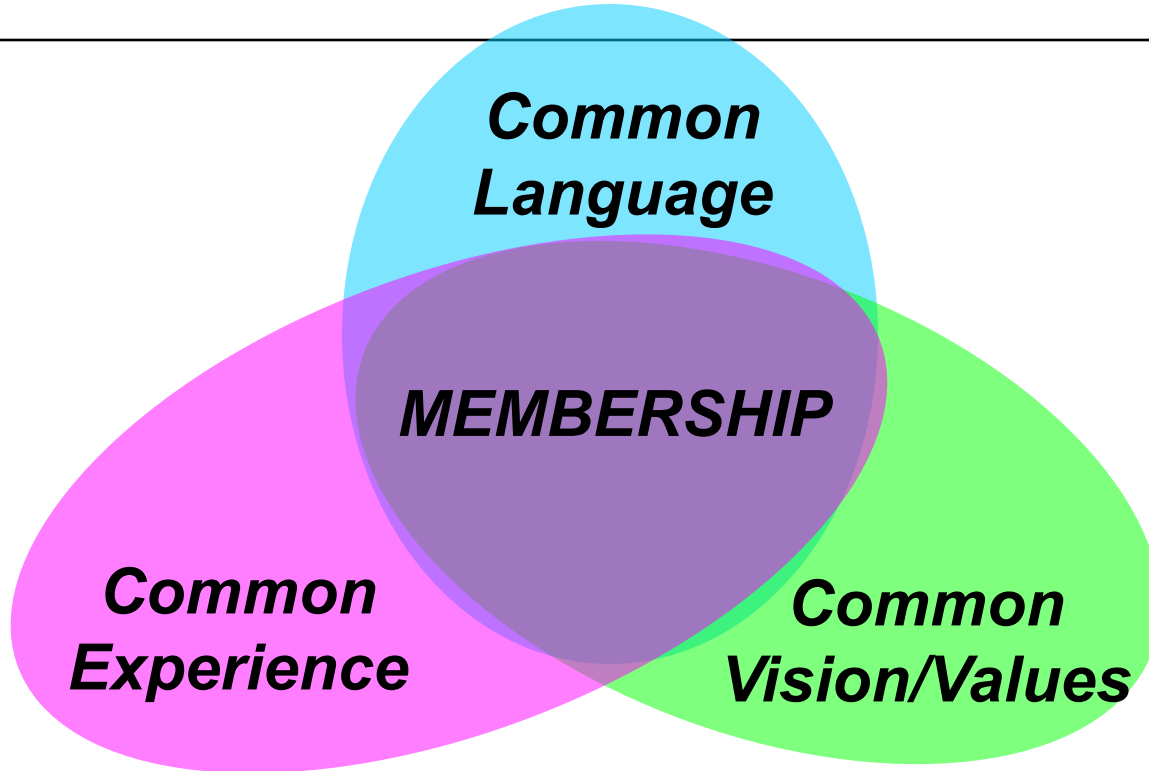 Common
Language
MEMBERSHIP
Common
Experience
Common
Vision/Values